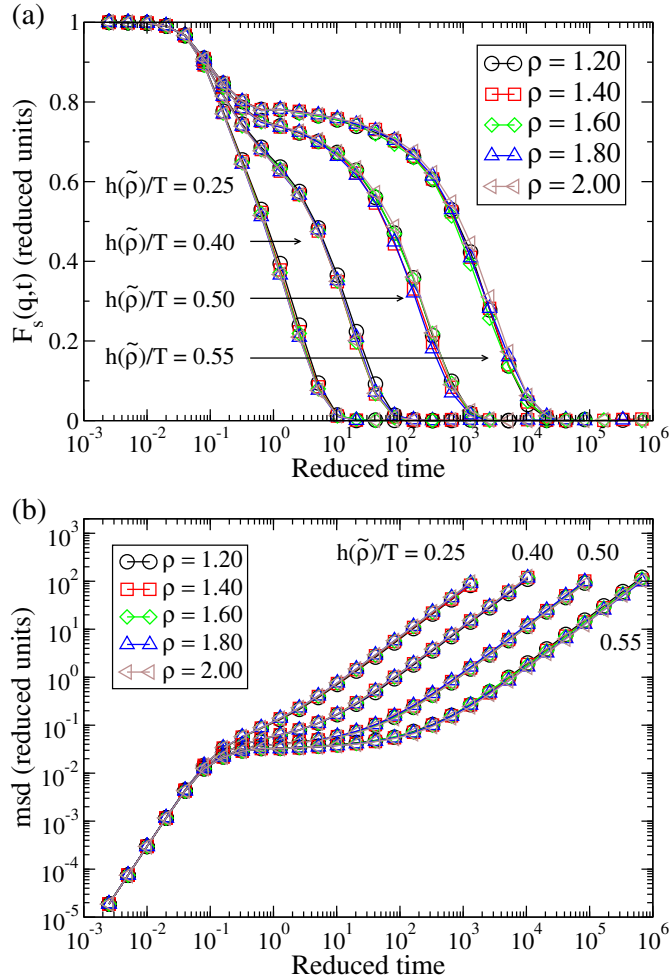 (a)
1
0.8
0.6
0.4
0.2
0
F_s(q,t) (reduced units)
ρ = 1.20
ρ = 1.40
ρ = 1.60
ρ = 1.80
ρ = 2.00
h(ρ̃)/T = 0.25
h(ρ̃)/T = 0.40
h(ρ̃)/T = 0.50
h(ρ̃)/T = 0.55
10^-3 10^-2 10^-1 10^0 10^1 10^2 10^3 10^4 10^5 10^6
Reduced time
(b)
10^3
10^2
10^1
10^0
10^-1
10^-2
10^-3
10^-4
10^-5
msd (reduced units)
ρ = 1.20
ρ = 1.40
ρ = 1.60
ρ = 1.80
ρ = 2.00
h(ρ̃)/T = 0.25 0.40 0.50
0.55
10^-3 10^-2 10^-1 10^0 10^1 10^2 10^3 10^4 10^5 10^6
Reduced time